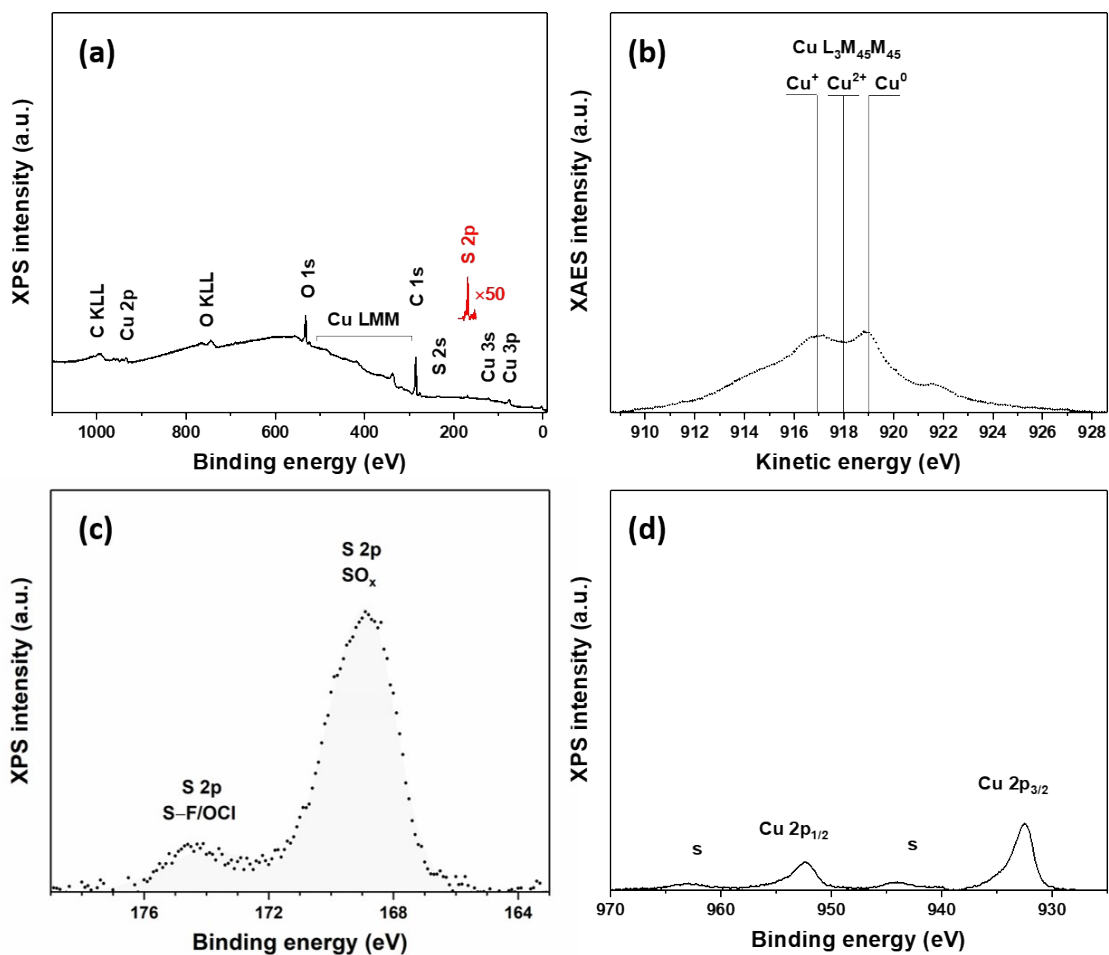 (a)
XPS intensity (a.u.)
C KLL
Cu 2p
O KLL
O 1s
Cu LMM
C 1s
S 2s
S 2p
×50
Cu 3s
Cu 3p
1000 800 600 400 200 0
Binding energy (eV)
(b)
XAES intensity (a.u.)
Cu L₃M₄₅M₄₅
Cu⁺ Cu²⁺ Cu⁰
910 912 914 916 918 920 922 924 926 928
Kinetic energy (eV)
(c)
XPS intensity (a.u.)
S 2p
SOₓ
S 2p
S–F/OCl
176 172 168 164
Binding energy (eV)
(d)
XPS intensity (a.u.)
Cu 2p₃/₂
Cu 2p₁/₂
s
s
970 960 950 940 930
Binding energy (eV)